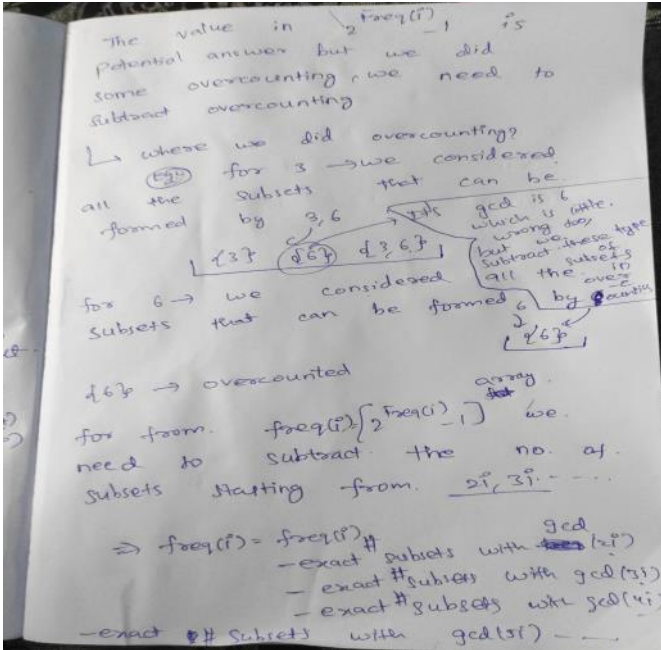 The value in 2^freq(i) - 1 is
potential answer but we did
some overcounting, we need to
subtract overcounting
↳ where we did overcounting?
for 3 → we considered
all the subsets that can be
formed by 3,6
{3} {6} {3,6}
It's gcd is 6
which is little
wrong too,
but we
subtract these type
of
all the subsets
in
over
counting
for 6 → we considered
subsets that can be formed by
6
{6}
{6} → overcounted
array
for from freq(i) [2^freq(i) - 1] we
need to subtract the no. of
subsets starting from 2i, 3i.....
⇒ freq(i) = freq(i)
- exact # subsets with gcd (2i)
- exact # subsets with gcd (3i)
- exact # subsets with gcd (4i)
- exact # subsets with gcd (5i) ----